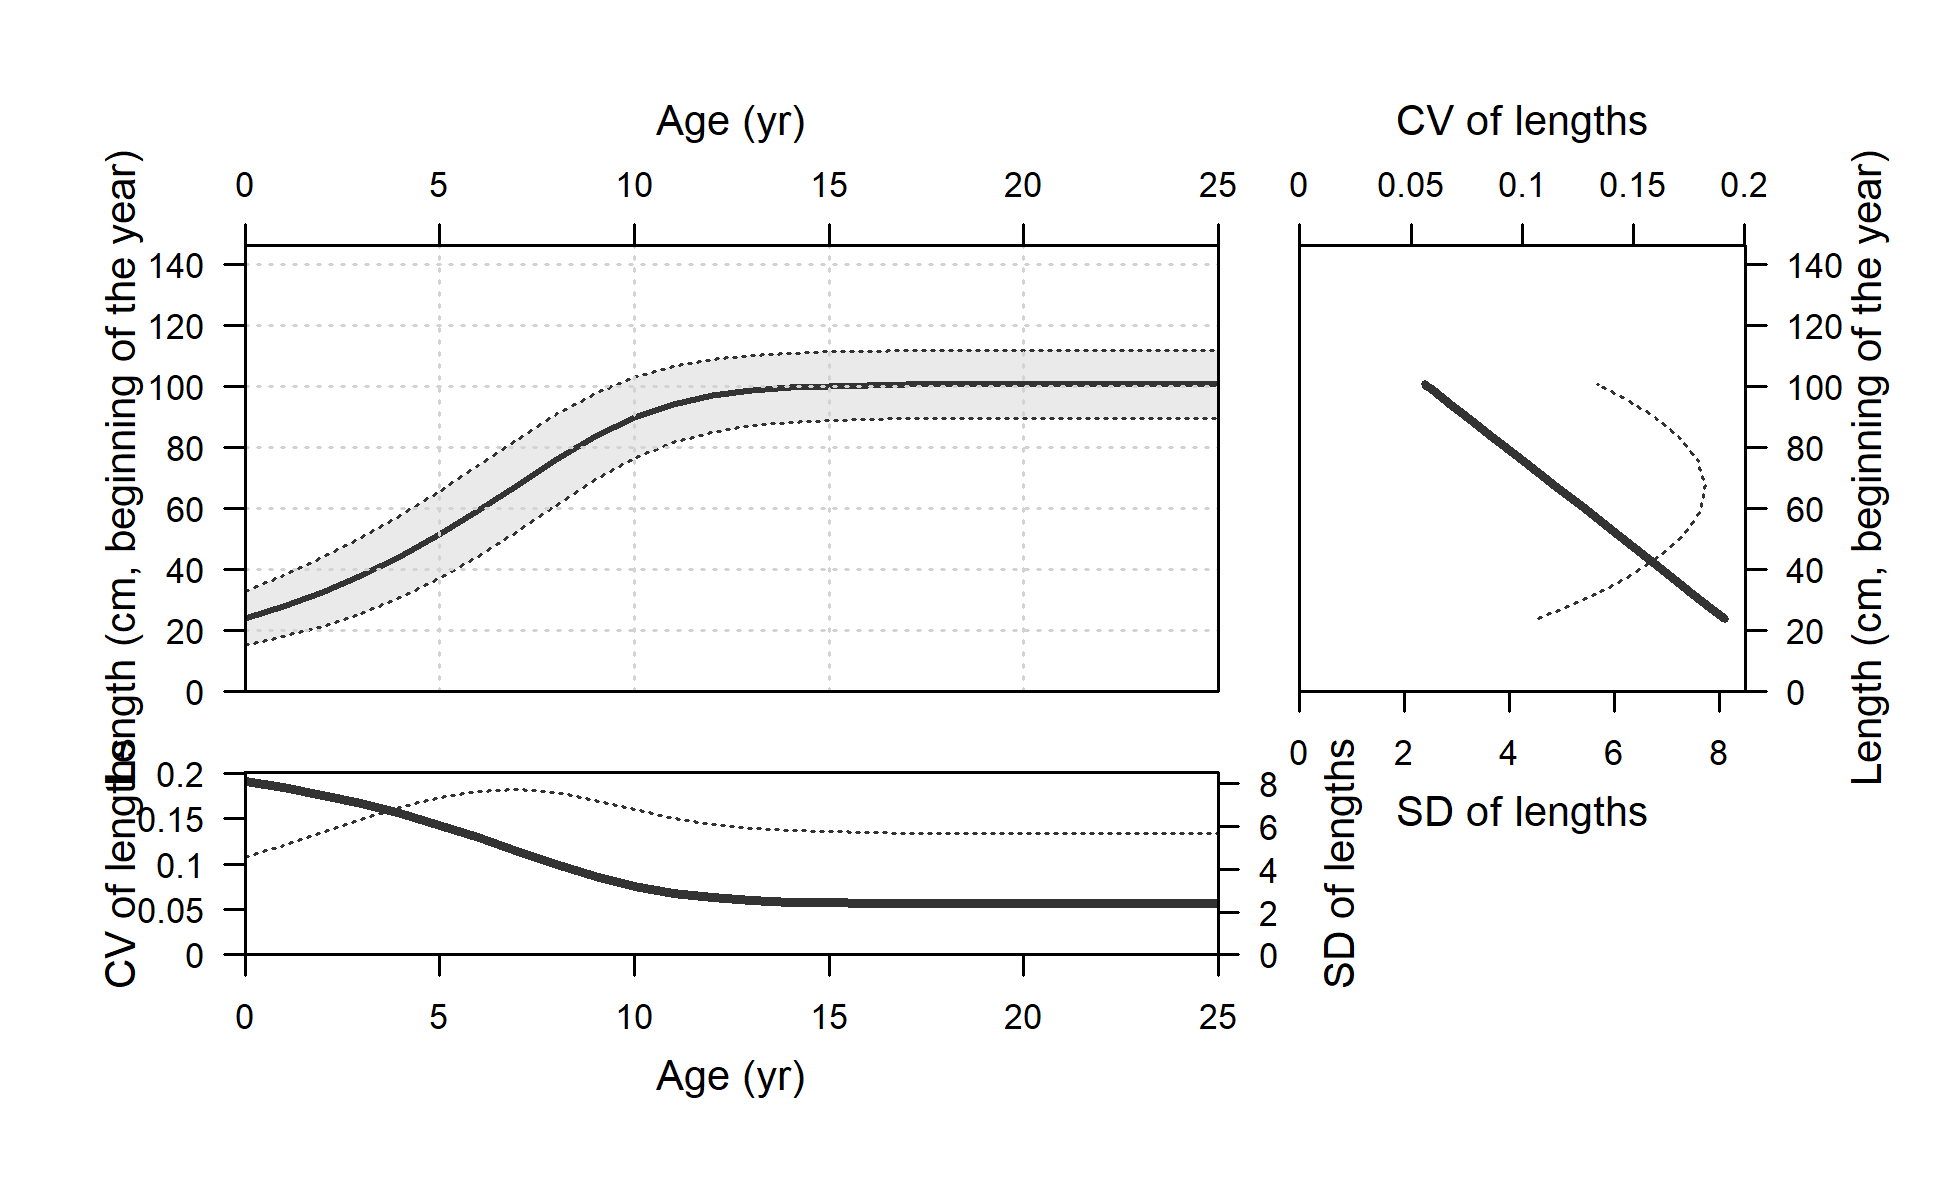 Age (yr)
CV of lengths
0 5 10 15 20 25
0 0.05 0.1 0.15 0.2
Length (cm, beginning of the year)
140
120
100
80
60
40
20
0
140
120
100
80
60
40
20
0
Length (cm, beginning of the year)
0 2 4 6 8
SD of lengths
CV of lengths
0.2
0.15
0.1
0.05
0
8
6
4
2
0
SD of lengths
0 5 10 15 20 25
Age (yr)